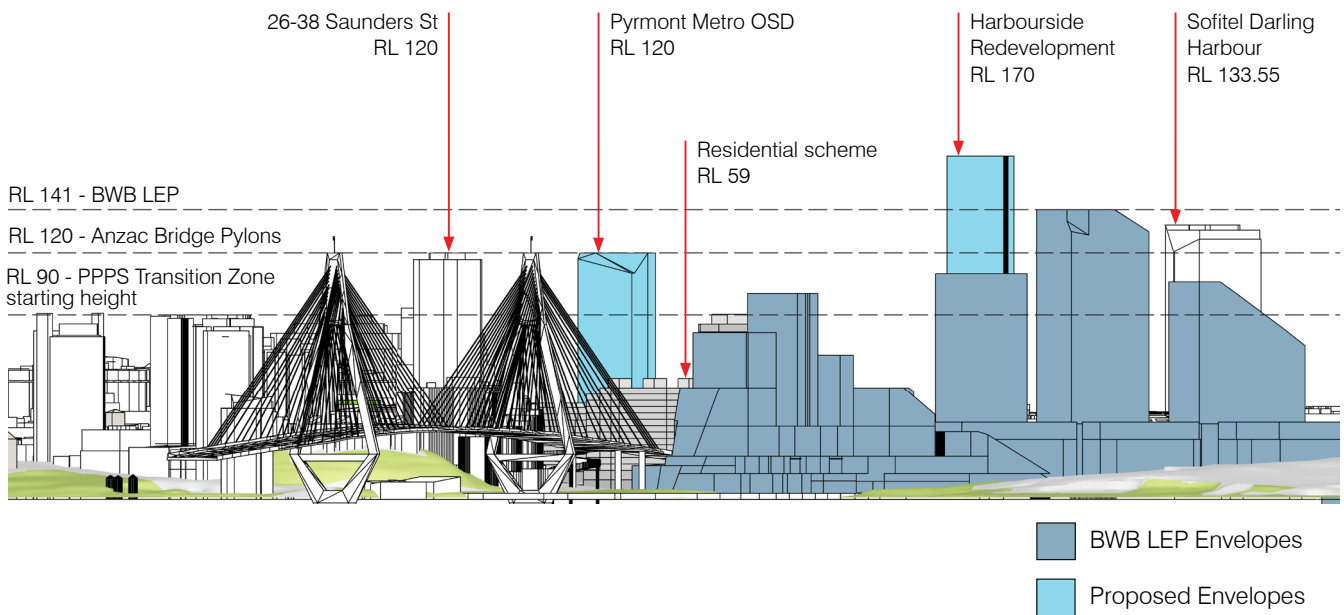 26-38 Saunders St
RL 120
Pyrmont Metro OSD
RL 120
Harbourside
Redevelopment
RL 170
Sofitel Darling
Harbour
RL 133.55
Residential scheme
RL 59
RL 141 - BWB LEP
RL 120 - Anzac Bridge Pylons
RL 90 - PPPS Transition Zone
starting height
BWB LEP Envelopes
Proposed Envelopes